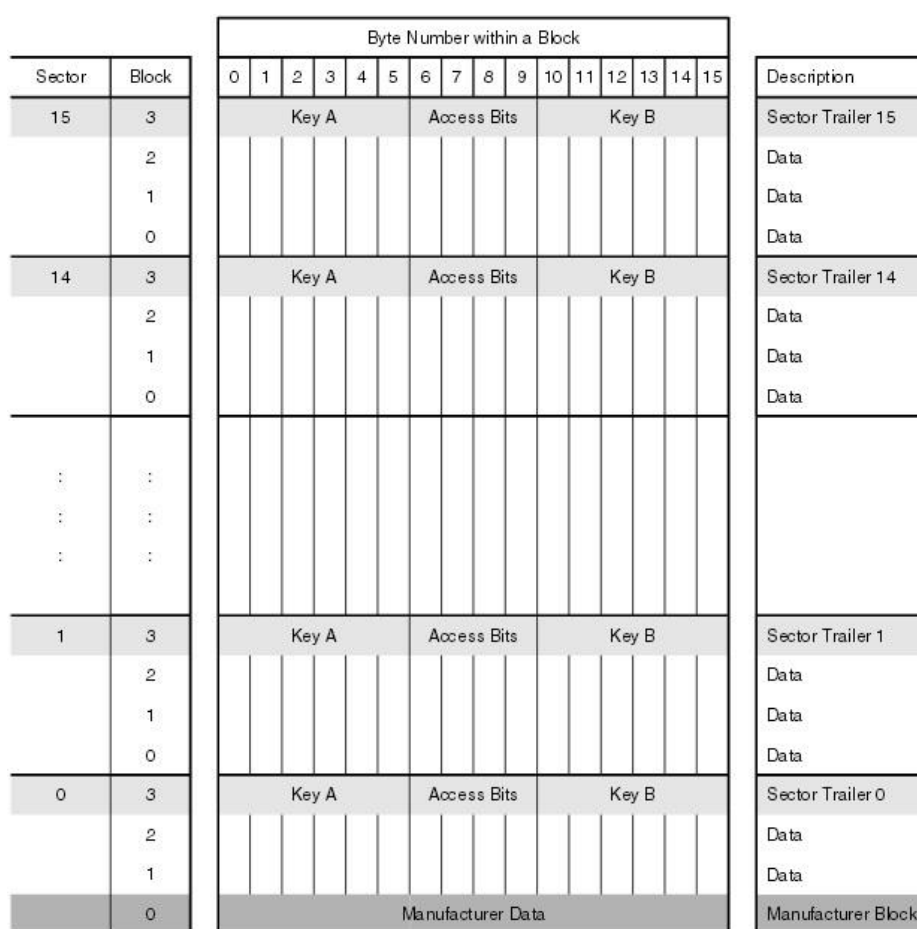 Byte Number within a Block
Sector Block 0 1 2 3 4 5 6 7 8 9 10 11 12 13 14 15 Description
15 3 Key A Access Bits Key B Sector Trailer 15
2 Data
1 Data
0 Data
14 3 Key A Access Bits Key B Sector Trailer 14
2 Data
1 Data
0 Data
: :
: :
: :
1 3 Key A Access Bits Key B Sector Trailer 1
2 Data
1 Data
0 Data
0 3 Key A Access Bits Key B Sector Trailer 0
2 Data
1 Data
0 Manufacturer Data Manufacturer Block